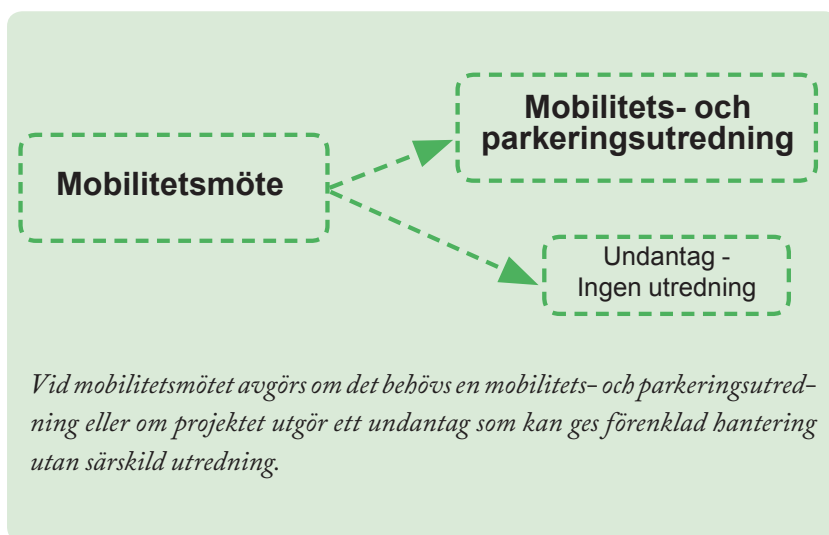 Mobilitets- och
parkeringsutredning
Mobilitetsmöte
Undantag -
Ingen utredning
Vid mobilitetsmötet avgörs om det behövs en mobilitets- och parkeringsutred-
ning eller om projektet utgör ett undantag som kan ges förenklad hantering
utan särskild utredning.